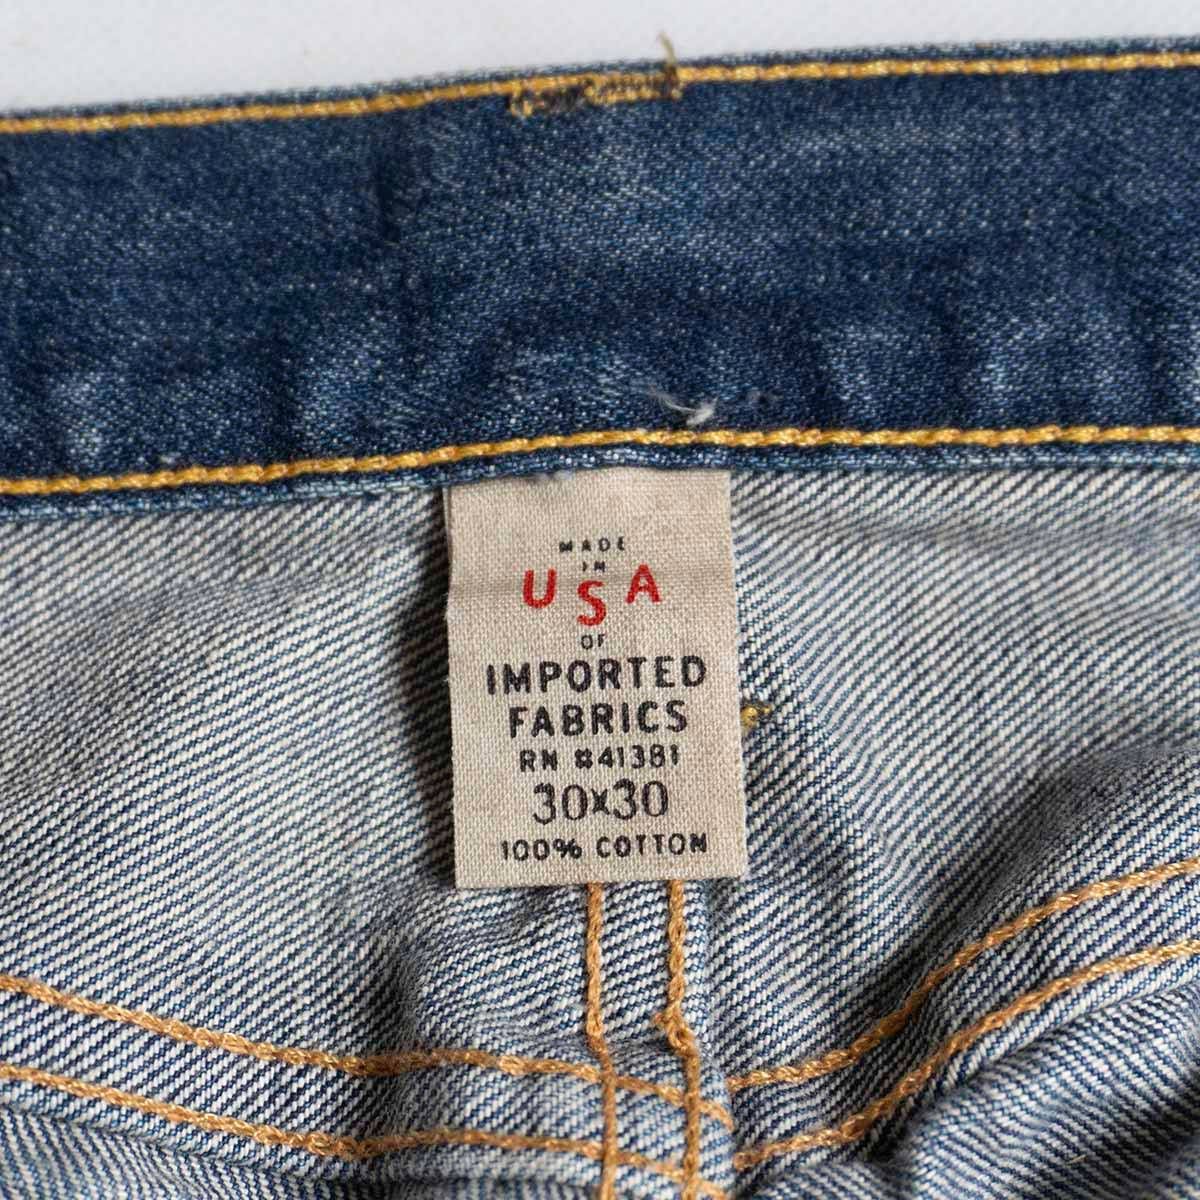 MADE
IN
USA
OF
IMPORTED
FABRICS
RN #41381
30x30
100% COTTON